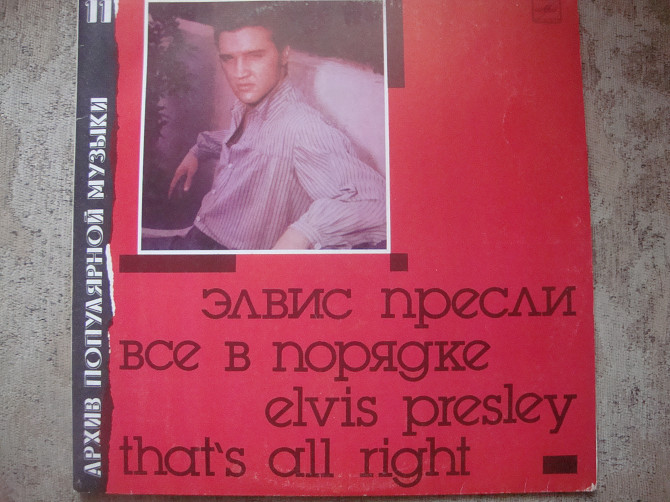 11
АРХИВ ПОПУЛЯРНОЙ МУЗЫКИ
элвис пресли
все в порядке
elvis presley
that's all right